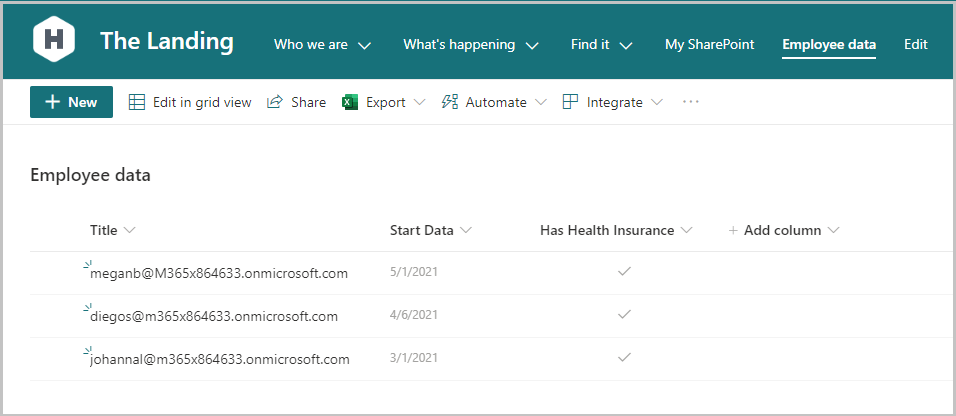 H The Landing Who we are What's happening Find it My SharePoint Employee data Edit
+ New Edit in grid view Share Export Automate Integrate ...
Employee data
Title Start Data Has Health Insurance + Add column
meganb@M365x864633.onmicrosoft.com 5/1/2021
diegos@m365x864633.onmicrosoft.com 4/6/2021
johannal@m365x864633.onmicrosoft.com 3/1/2021